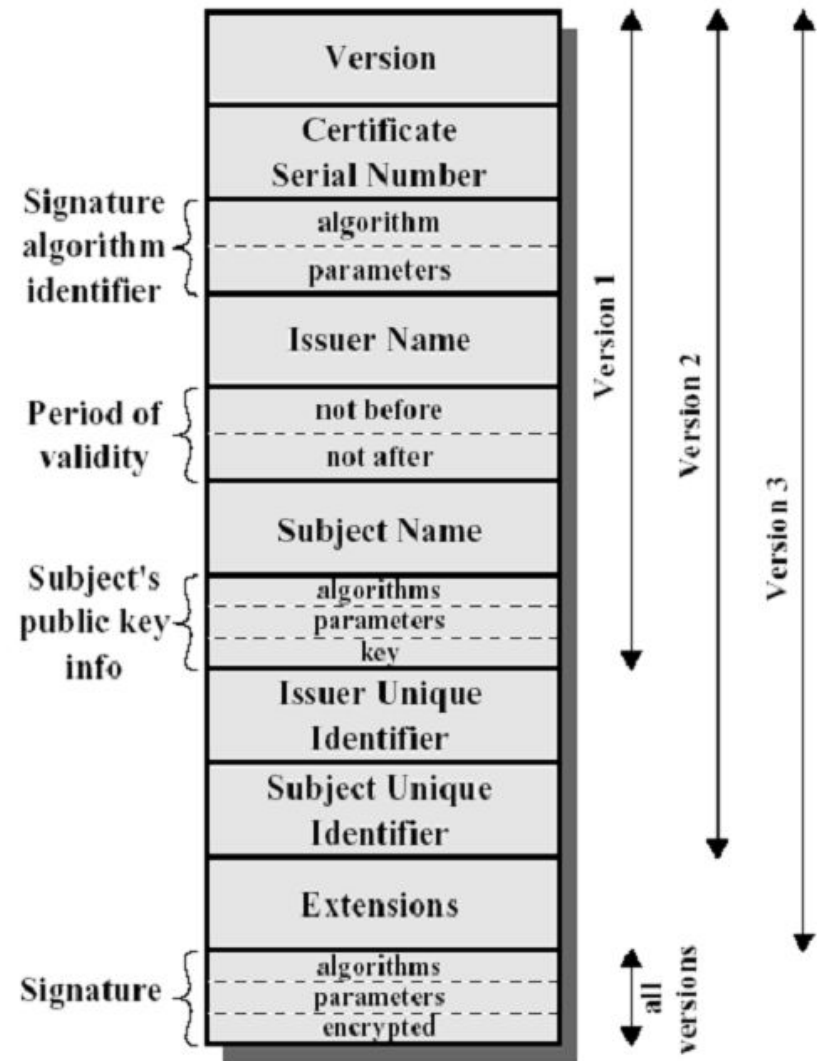 Version
Certificate
Serial Number
Signature
algorithm
identifier
algorithm
parameters
Issuer Name
Period of
validity
not before
not after
Subject Name
Subject's
public key
info
algorithms
parameters
key
Issuer Unique
Identifier
Subject Unique
Identifier
Extensions
Signature
algorithms
parameters
encrypted
Version 1
Version 2
Version 3
all
versions